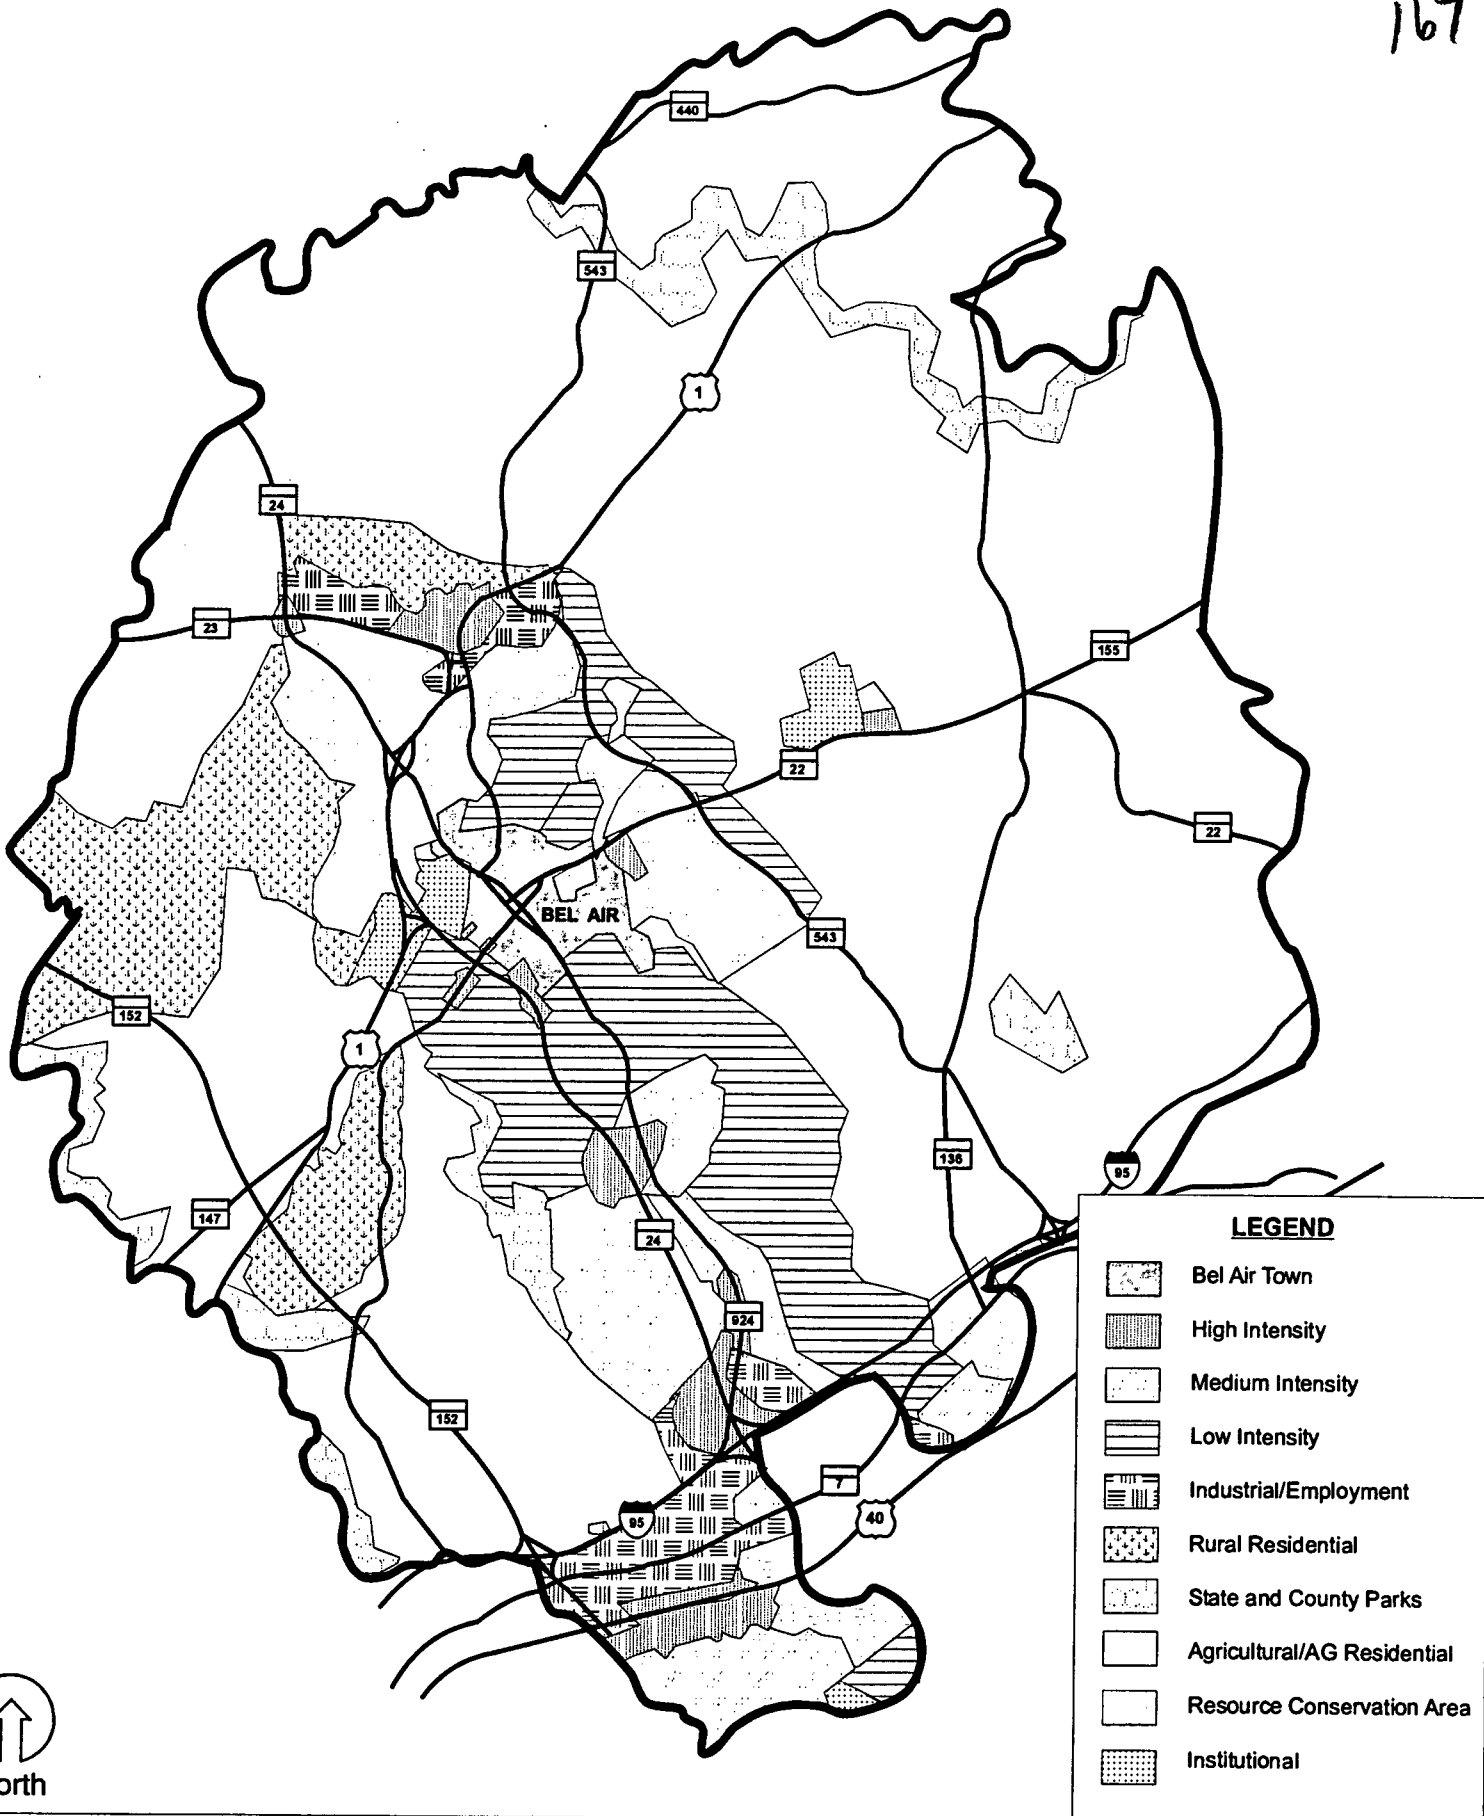 167
440
543
1
24
23
155
22
22
BEL AIR
543
152
1
95
136
147
24
924
152
7
95
40
LEGEND
Bel Air Town
High Intensity
Medium Intensity
Low Intensity
Industrial/Employment
Rural Residential
State and County Parks
Agricultural/AG Residential
Resource Conservation Area
Institutional
orth